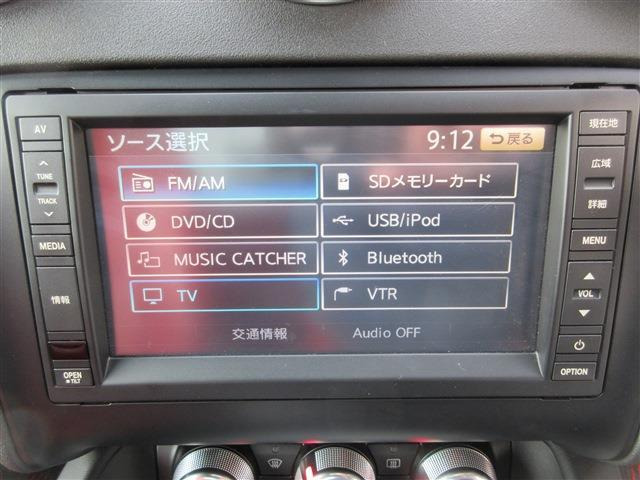 AV
TUNE
TRACK
MEDIA
情報
OPEN
TILT
ソース選択
9:12
戻る
FM/AM
SDメモリーカード
DVD/CD
USB/iPod
MUSIC CATCHER
Bluetooth
TV
VTR
交通情報
Audio OFF
現在地
広域
詳細
MENU
VOL
OPTION